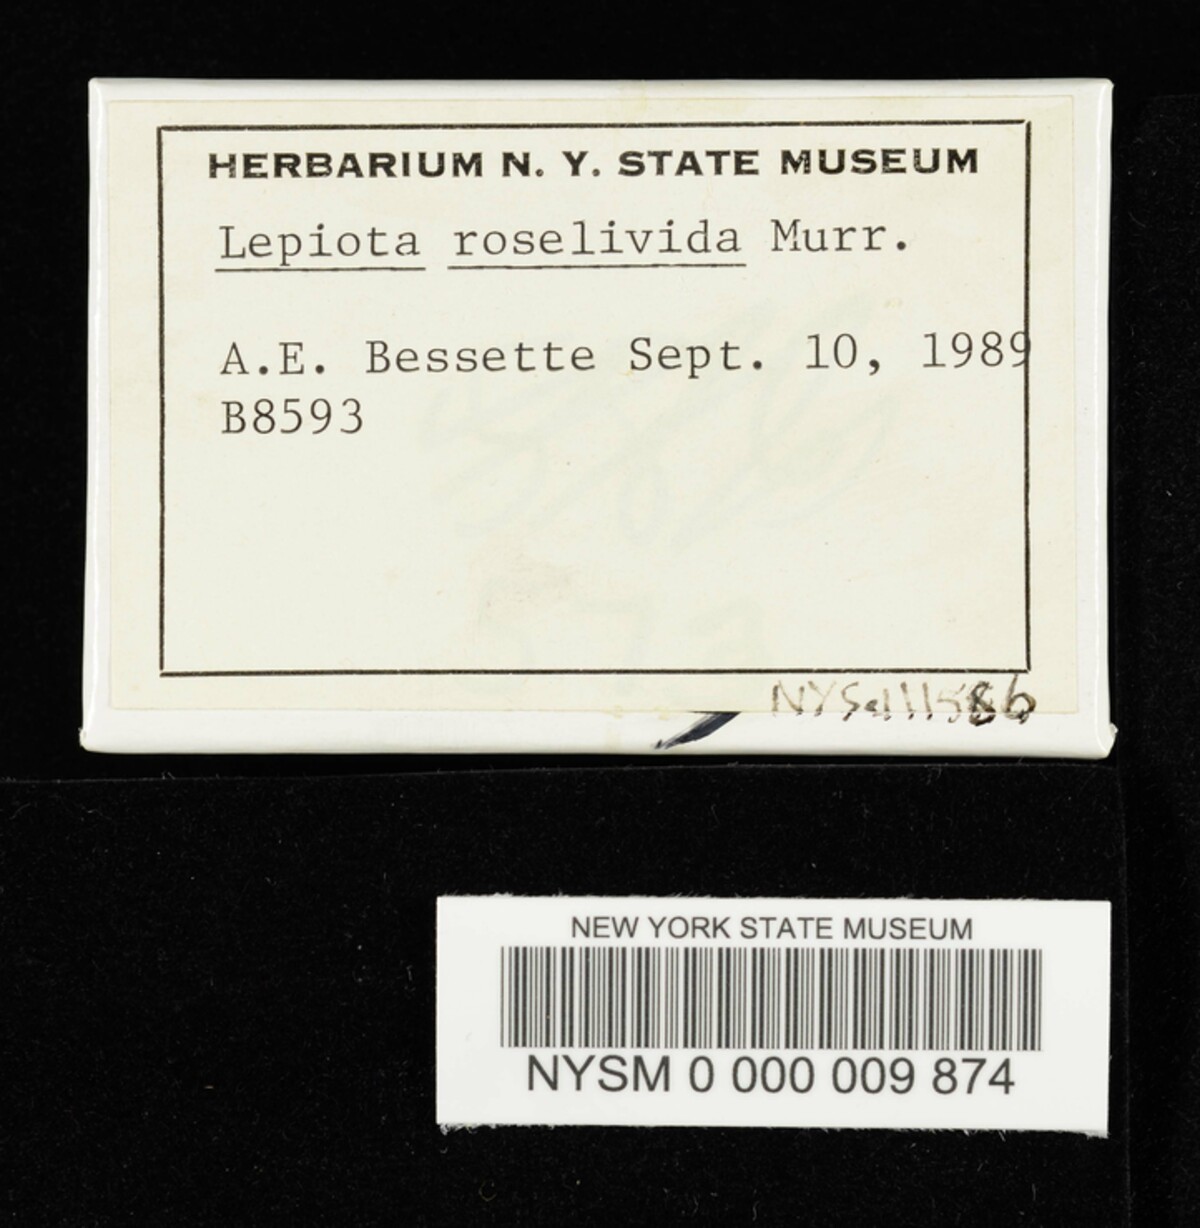 HERBARIUM N. Y. STATE MUSEUM
Lepiota roselivida Murr.
A.E. Bessette Sept. 10, 1989
B8593
NEW YORK STATE MUSEUM
NYSM 0 000 009 874